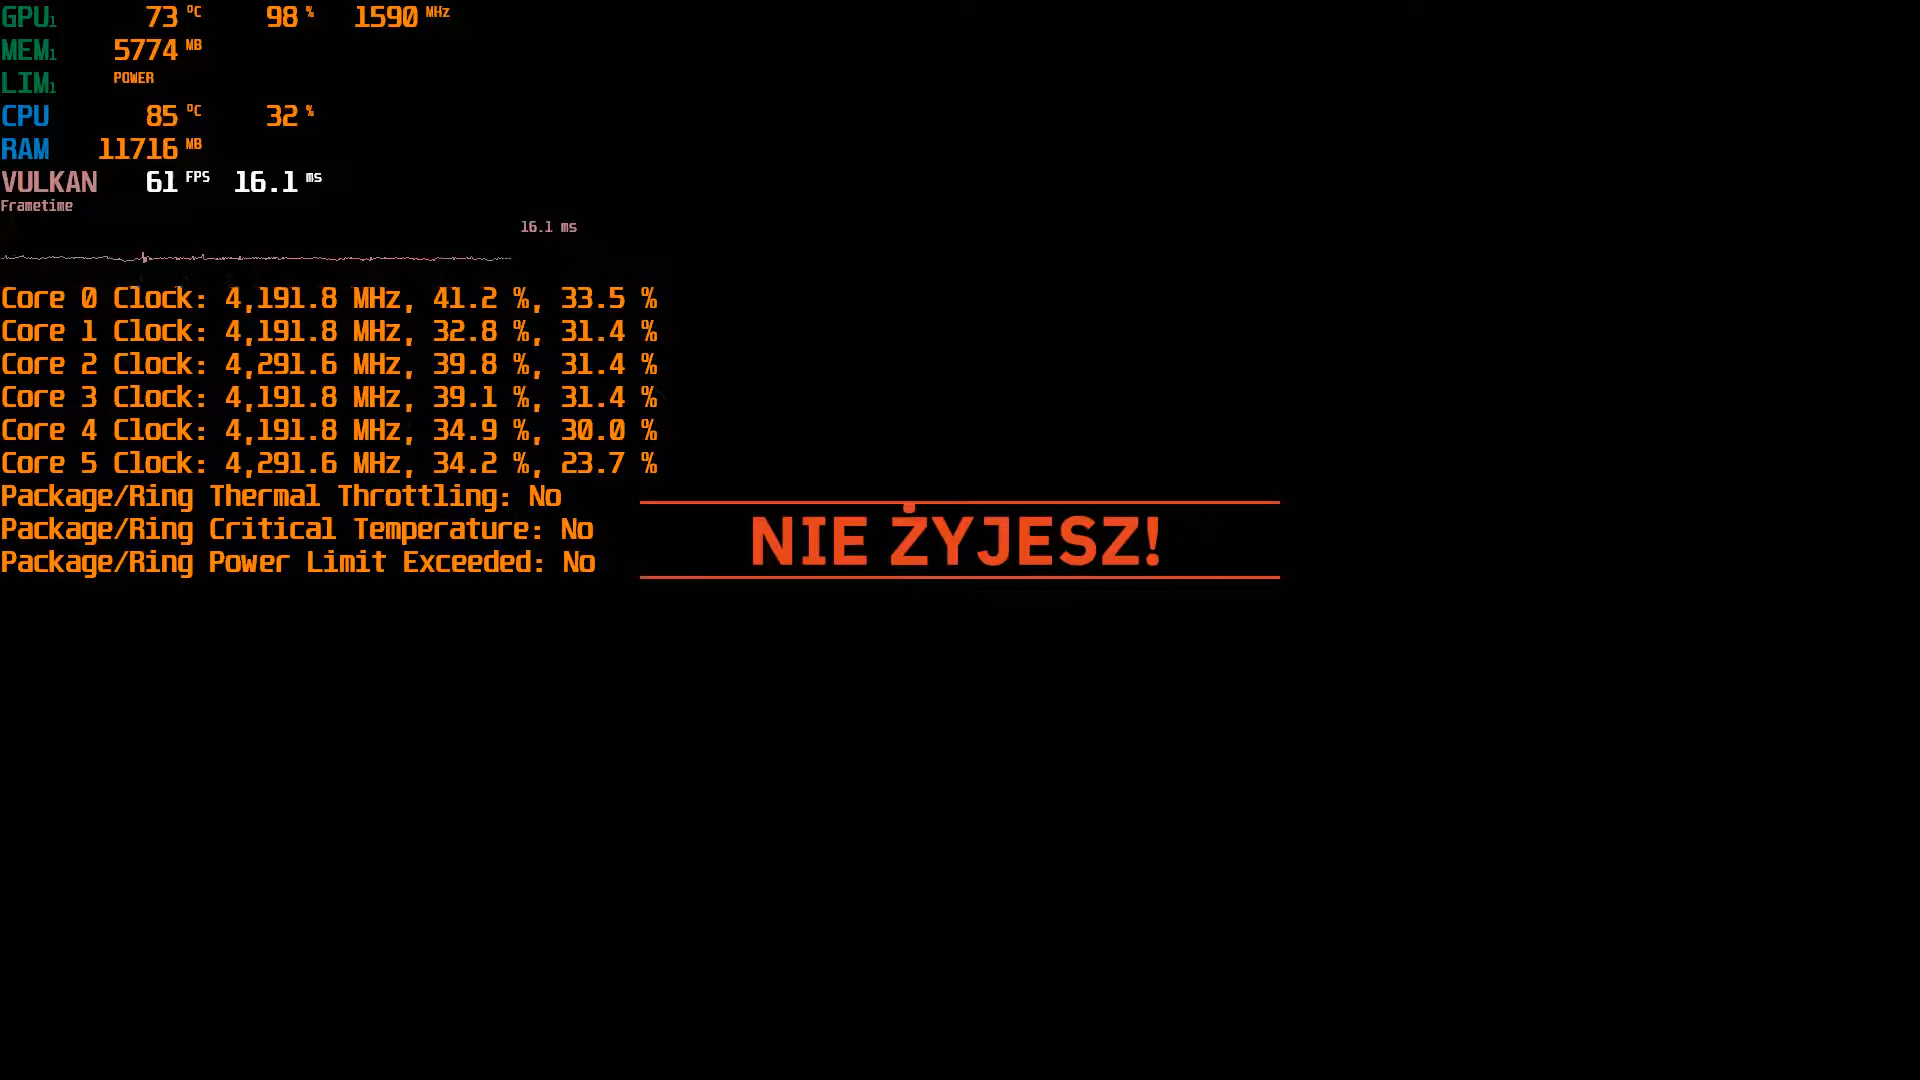 GPU1 73 °C 98 % 1590 MHz
MEM1 5774 MB
LIM1 POWER
CPU 85 °C 32 %
RAM 11716 MB
VULKAN 61 FPS 16.1 ms
Frametime
16.1 ms
Core 0 Clock: 4,191.8 MHz, 41.2 %, 33.5 %
Core 1 Clock: 4,191.8 MHz, 32.8 %, 31.4 %
Core 2 Clock: 4,291.6 MHz, 39.8 %, 31.4 %
Core 3 Clock: 4,191.8 MHz, 39.1 %, 31.4 %
Core 4 Clock: 4,191.8 MHz, 34.9 %, 30.0 %
Core 5 Clock: 4,291.6 MHz, 34.2 %, 23.7 %
Package/Ring Thermal Throttling: No
Package/Ring Critical Temperature: No
Package/Ring Power Limit Exceeded: No
NIE ŻYJESZ!